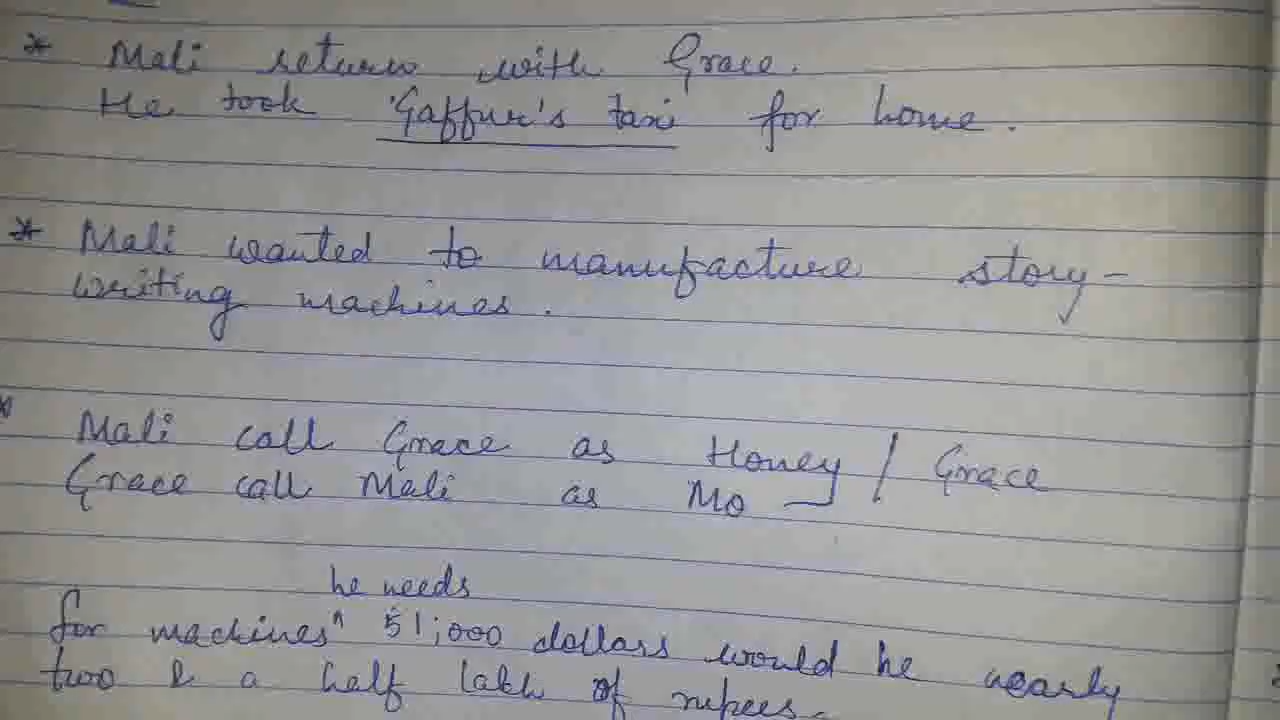 * Mali return with Grace.
He took Gaffur's taxi for home.
* Mali wanted to manufacture story-
writing machines.
* Mali call Grace as Honey / Grace
Grace call Mali as Mo
he needs
for machines ^ 51,000 dollars would be nearly
two & a half lakh of rupees.